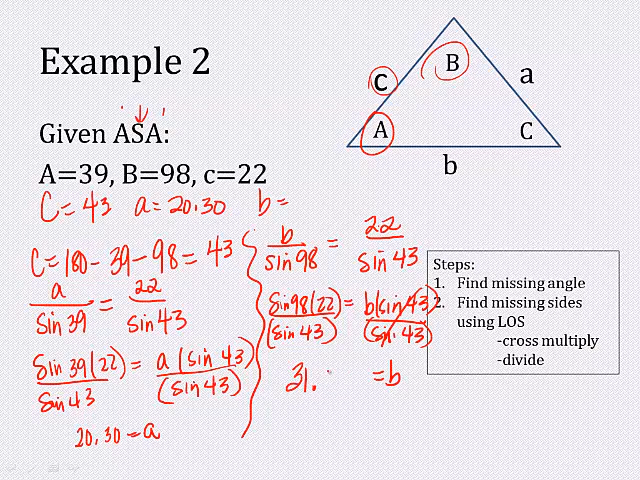 Example 2
Given ASA:
A=39, B=98, c=22
C = 43 a = 20.30 b =
C = 180 - 39 - 98 = 43
a / sin 39 = 22 / sin 43
sin 39 (22) / sin 43 = a (sin 43) / (sin 43)
20.30 = a
b / sin 98 = 22 / sin 43
sin 98 (22) / (sin 43) = b (sin 43) / (sin 43)
31. = b
B
c
a
A
C
b
Steps:
1. Find missing angle
2. Find missing sides
using LOS
-cross multiply
-divide